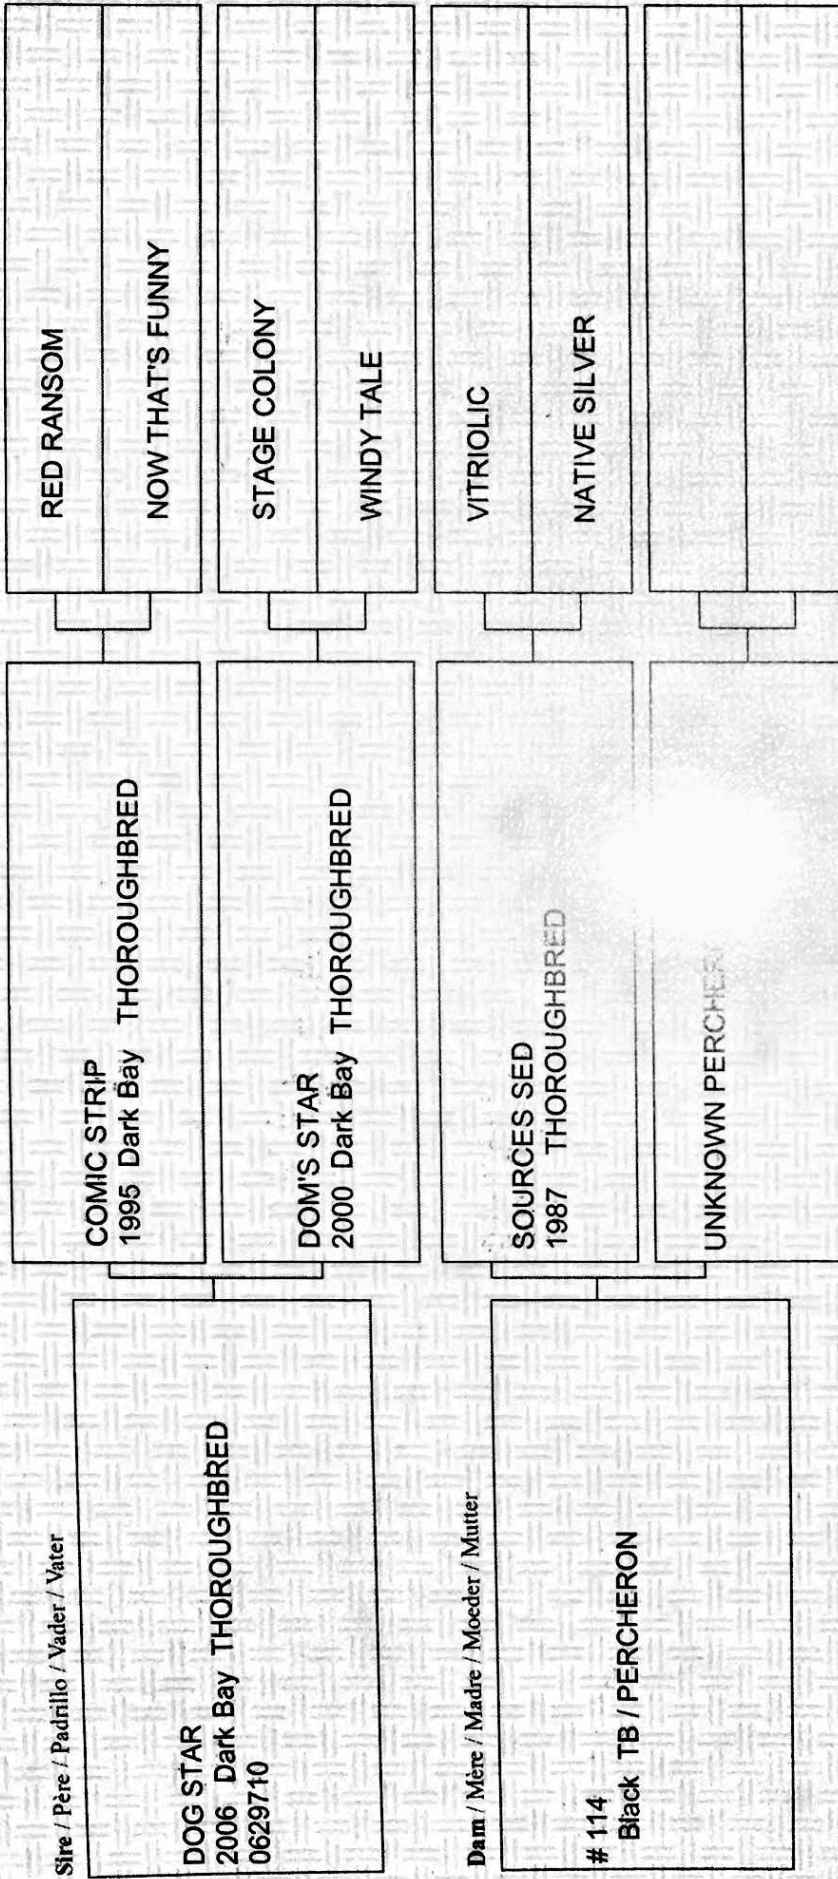 Sire / Père / Padrillo / Vader / Vater
DOG STAR
2006 Dark Bay THOROUGHBRED
0629710
Dam / Mère / Madre / Moeder / Mutter
# 114
Black TB / PERCHERON
COMIC STRIP
1995 Dark Bay THOROUGHBRED
DOM'S STAR
2000 Dark Bay THOROUGHBRED
SOURCES SED
1987 THOROUGHBRED
UNKNOWN
RED RANSOM
NOW THAT'S FUNNY
STAGE COLONY
WINDY TALE
VITRIOLIC
NATIVE SILVER